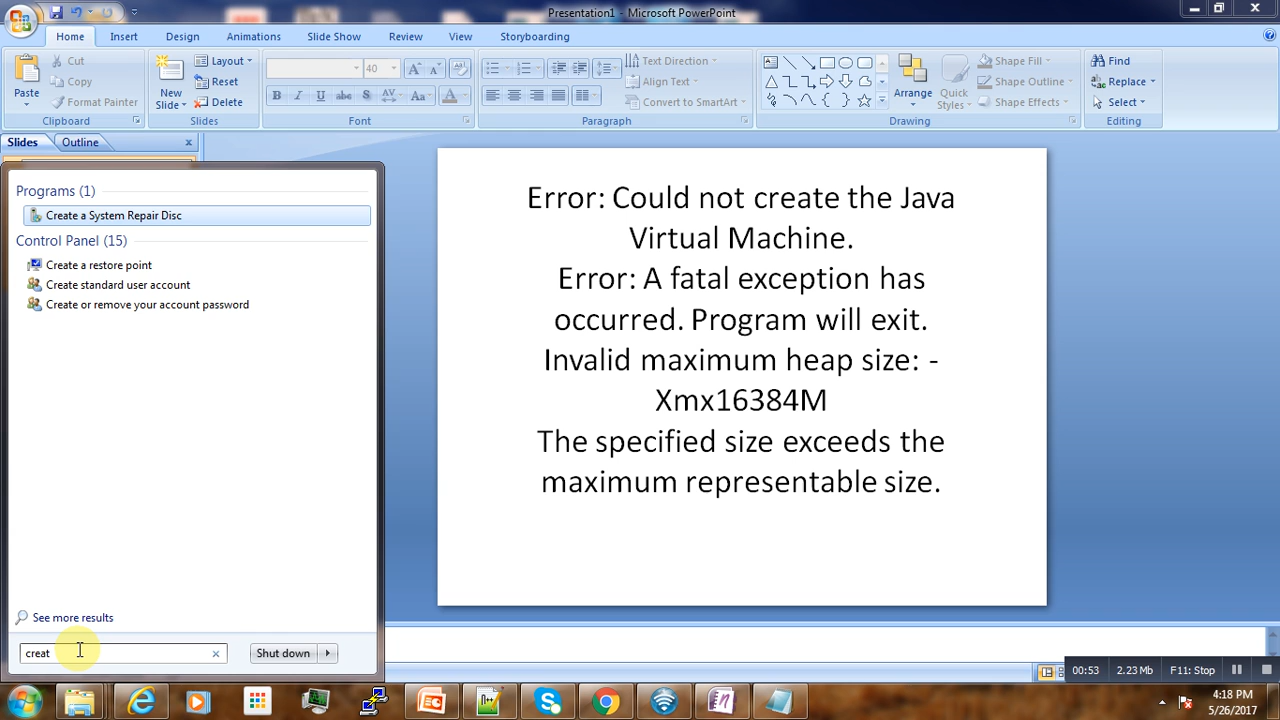 Presentation1 - Microsoft PowerPoint
Home Insert Design Animations Slide Show Review View Storyboarding
Paste
Cut
Copy
Format Painter
Clipboard
New Slide
Layout
Reset
Delete
Slides
40
B I U abc S AV Aa A
Font
Text Direction
Align Text
Convert to SmartArt
Paragraph
Arrange
Quick Styles
Shape Fill
Shape Outline
Shape Effects
Drawing
Find
Replace
Select
Editing
Slides Outline
Programs (1)
Create a System Repair Disc
Control Panel (15)
Create a restore point
Create standard user account
Create or remove your account password
See more results
creat
Shut down
Error: Could not create the Java
Virtual Machine.
Error: A fatal exception has
occurred. Program will exit.
Invalid maximum heap size: -
Xmx16384M
The specified size exceeds the
maximum representable size.
00:53 2.23 Mb F11: Stop
4:18 PM
5/26/2017